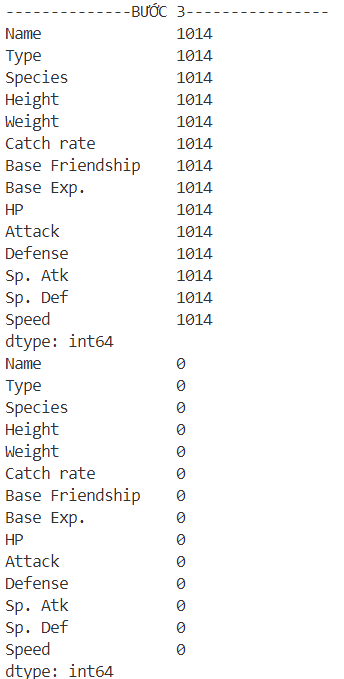 --------------BƯỚC 3----------------
Name 1014
Type 1014
Species 1014
Height 1014
Weight 1014
Catch rate 1014
Base Friendship 1014
Base Exp. 1014
HP 1014
Attack 1014
Defense 1014
Sp. Atk 1014
Sp. Def 1014
Speed 1014
dtype: int64
Name 0
Type 0
Species 0
Height 0
Weight 0
Catch rate 0
Base Friendship 0
Base Exp. 0
HP 0
Attack 0
Defense 0
Sp. Atk 0
Sp. Def 0
Speed 0
dtype: int64